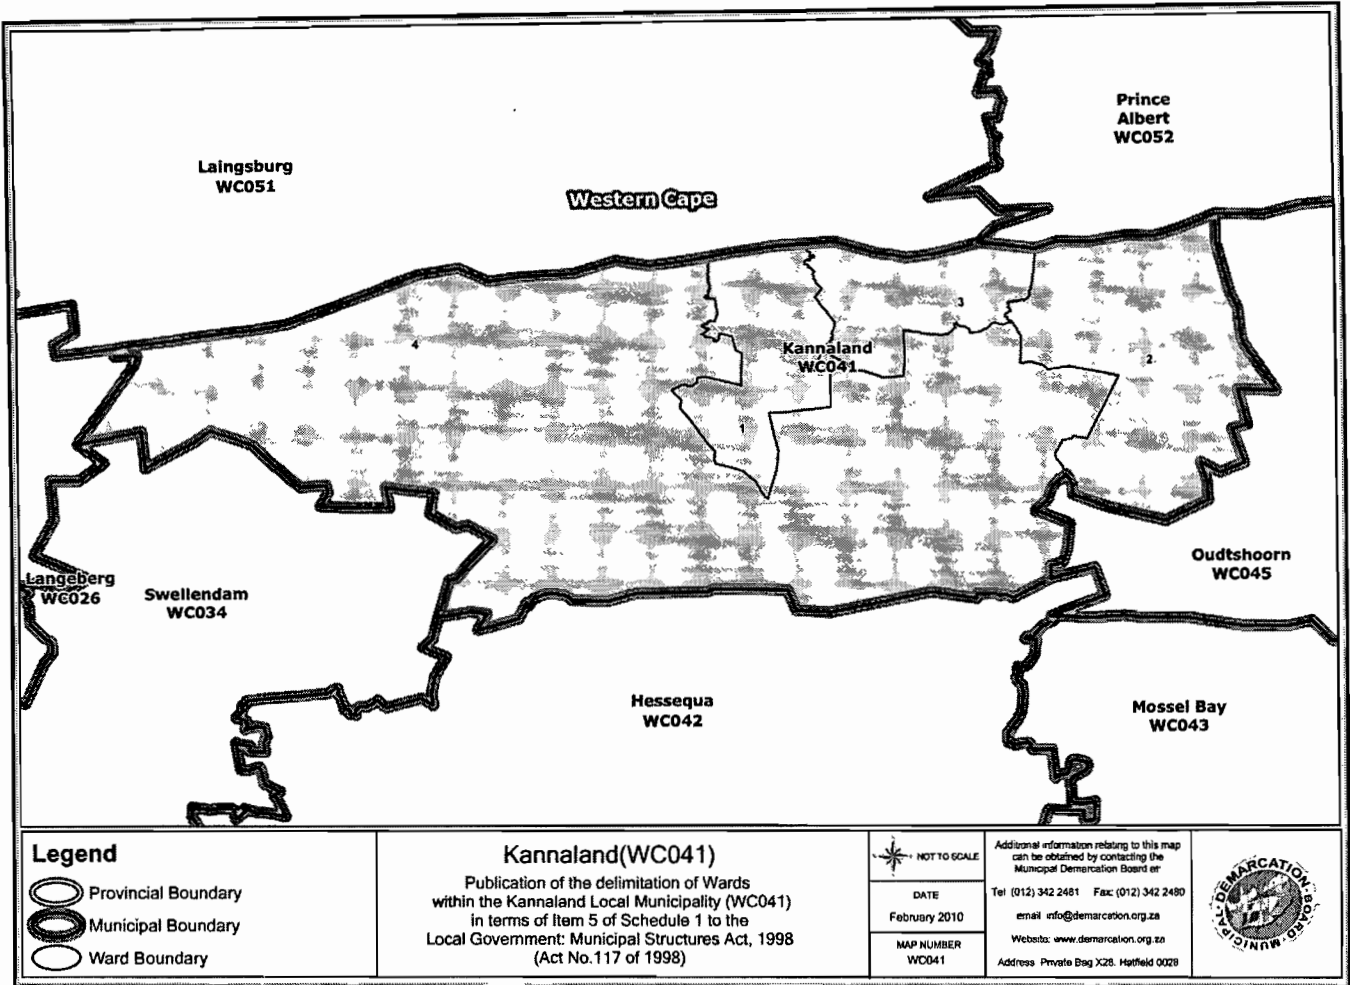 Prince
Albert
WC052
Laingsburg
WC051
Western Cape
3
4
Kannaland
WC041
2
1
Oudtshoorn
WC045
Langeberg
WC026
Swellendam
WC034
Hessequa
WC042
Mossel Bay
WC043
Legend
Provincial Boundary
Municipal Boundary
Ward Boundary
Kannaland(WC041)
Publication of the delimitation of Wards
within the Kannaland Local Municipality (WC041)
in terms of Item 5 of Schedule 1 to the
Local Government: Municipal Structures Act, 1998
(Act No.117 of 1998)
NOT TO SCALE
DATE
February 2010
MAP NUMBER
WC041
Additional information relating to this map
can be obtained by contacting the
Municipal Demarcation Board at
Tel (012) 342 2481 Fax: (012) 342 2480
email info@demarcation.org.za
Website: www.demarcation.org.za
Address Private Bag X28. Hatfield 0028
MUNICIPAL DEMARCATION BOARD